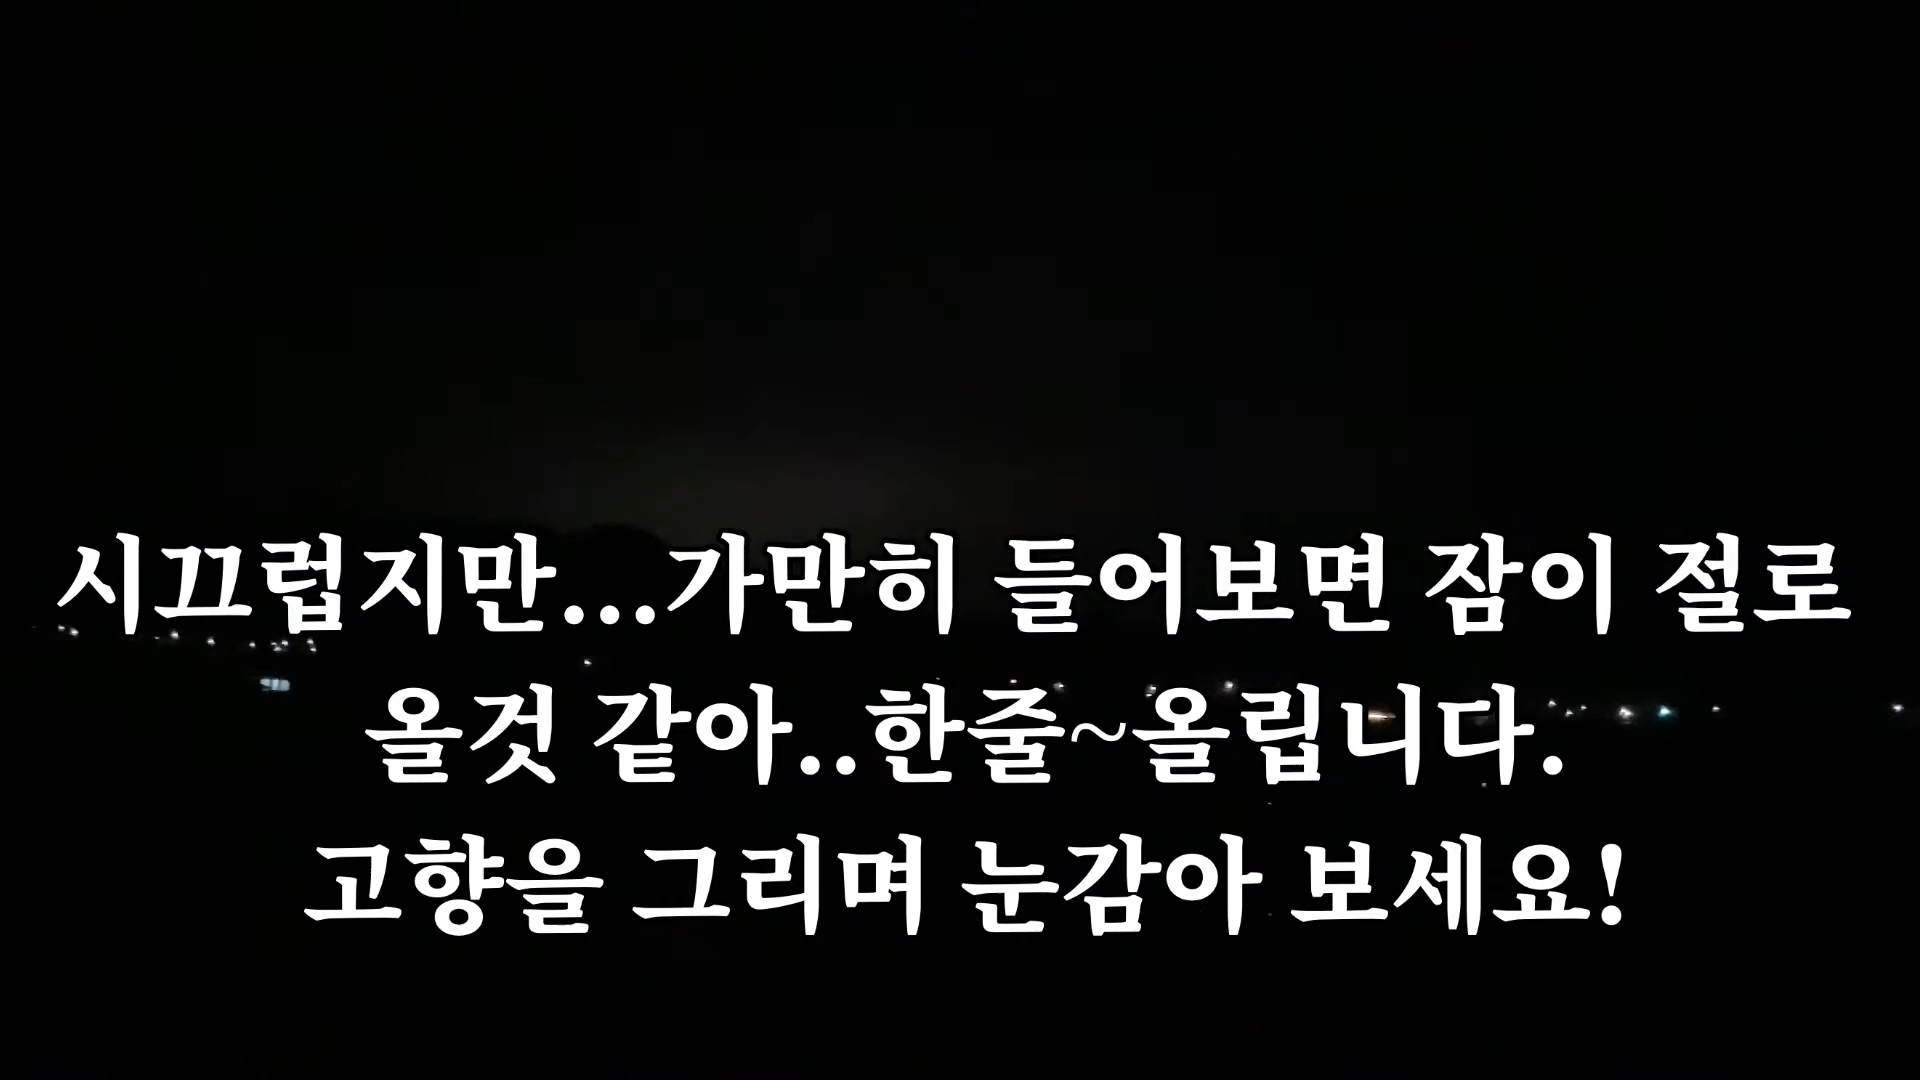 시끄럽지만...가만히 들어보면 잠이 절로
올것 같아..한줄~올립니다.
고향을 그리며 눈감아 보세요!